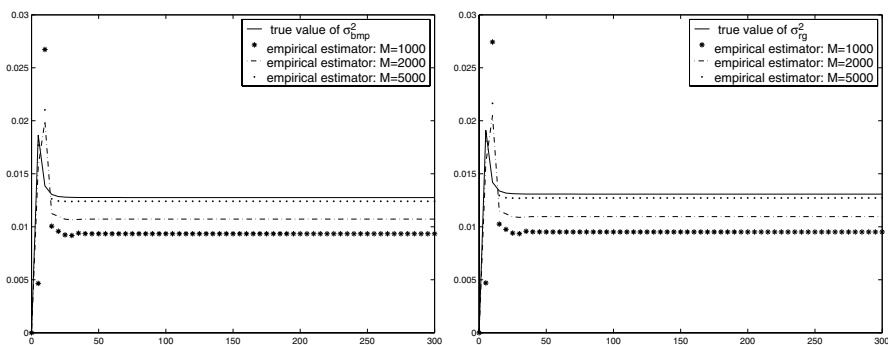 0.03
0.025
0.02
0.015
0.01
0.005
0
0 50 100 150 200 250 300
true value of σ²bmp
empirical estimator: M=1000
empirical estimator: M=2000
empirical estimator: M=5000
0.03
0.025
0.02
0.015
0.01
0.005
0
0 50 100 150 200 250 300
true value of σ²rg
empirical estimator: M=1000
empirical estimator: M=2000
empirical estimator: M=5000